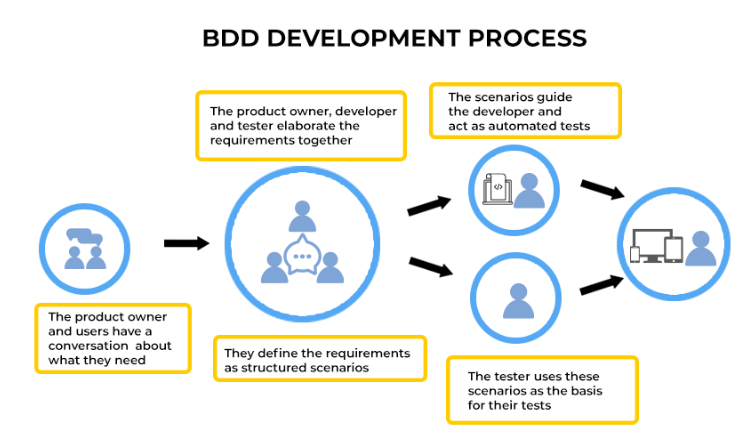 BDD DEVELOPMENT PROCESS
The product owner
and users have a
conversation about
what they need
The product owner, developer
and tester elaborate the
requirements together
They define the requirements
as structured scenarios
The scenarios guide
the developer and
act as automated tests
</>
The tester uses these
scenarios as the basis
for their tests